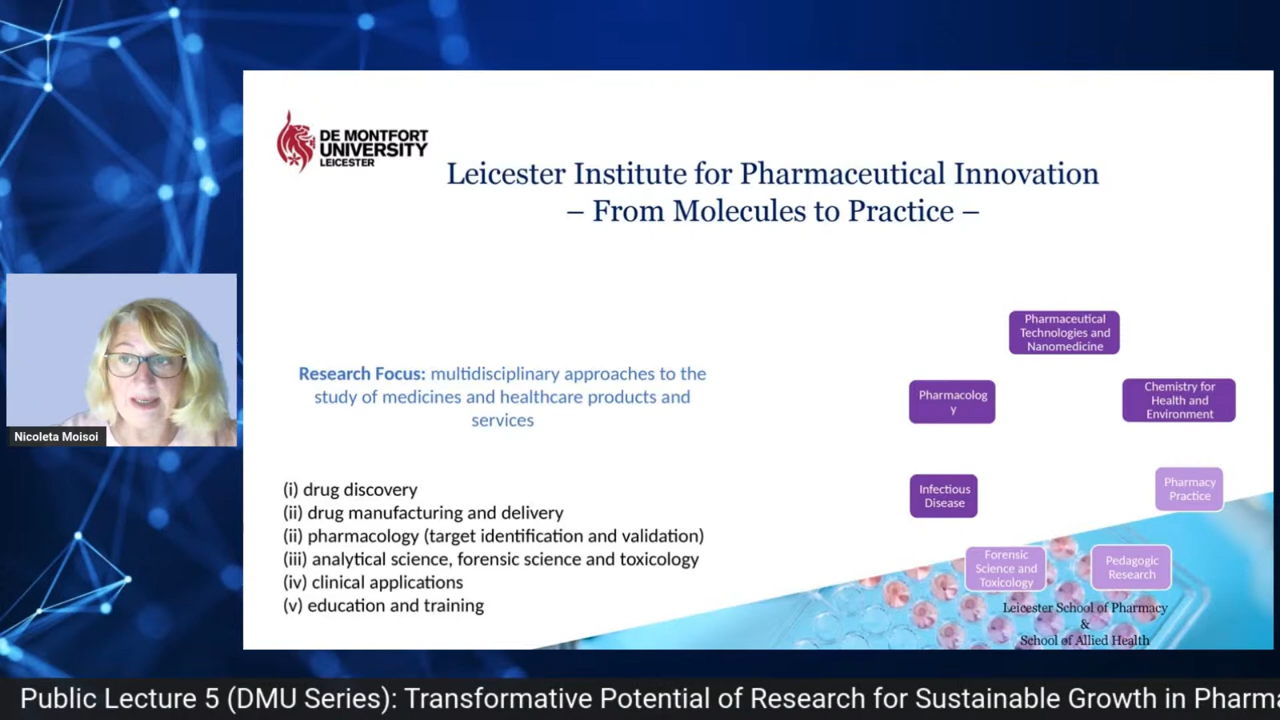 DE MONTFORT
UNIVERSITY
LEICESTER
Leicester Institute for Pharmaceutical Innovation
– From Molecules to Practice –
Research Focus: multidisciplinary approaches to the
study of medicines and healthcare products and
services
(i) drug discovery
(ii) drug manufacturing and delivery
(ii) pharmacology (target identification and validation)
(iii) analytical science, forensic science and toxicology
(iv) clinical applications
(v) education and training
Pharmaceutical
Technologies and
Nanomedicine
Pharmacolog
y
Chemistry for
Health and
Environment
Infectious
Disease
Pharmacy
Practice
Forensic
Science and
Toxicology
Pedagogic
Research
Leicester School of Pharmacy
&
School of Allied Health
Nicoleta Moisoi
Public Lecture 5 (DMU Series): Transformative Potential of Research for Sustainable Growth in Pharma